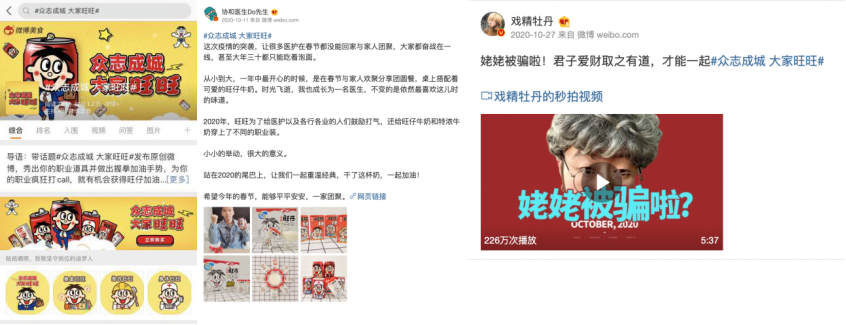 #众志成城 大家旺旺#
微博美食
众志成城
大家旺旺
#众志成城 大家旺旺#
综合 排名 入围 视频 问答 图片 +
导语：带话题#众志成城 大家旺旺#发布原创微
博，秀出你的职业道具并做出握拳加油手势，为你
的职业疯狂打call，就有机会获得旺仔加油...[更多]
众志成城
大家旺旺
协和医生Do先生
2020-10-11 来自 微博 weibo.com
#众志成城 大家旺旺#
这次疫情的突袭，让很多医护在春节都没能回家与家人团聚，大家都奋战在一
线，甚至大年三十都只能吃着泡面。
从小到大，一年中最开心的时候，是在春节与家人欢聚分享团圆餐，桌上搭配着
可爱的旺仔牛奶。时光飞逝，我也成长为一名医生，不变的是依然最喜欢这儿时
的味道。
2020年，旺旺为了给医护以及各行各业的人们鼓励打气，还给旺仔牛奶和特浓牛
奶穿上了不同的职业装。
小小的举动，很大的意义。
站在2020的尾巴上，让我们一起重温经典，干了这杯奶，一起加油！
希望今年的春节，能够平平安安，一家团聚。网页链接
戏精牡丹
2020-10-27 来自 微博 weibo.com
姥姥被骗啦！君子爱财取之有道，才能一起#众志成城 大家旺旺#
戏精牡丹的秒拍视频
姥姥被骗啦?
OCTOBER, 2020
226万次播放
5:37